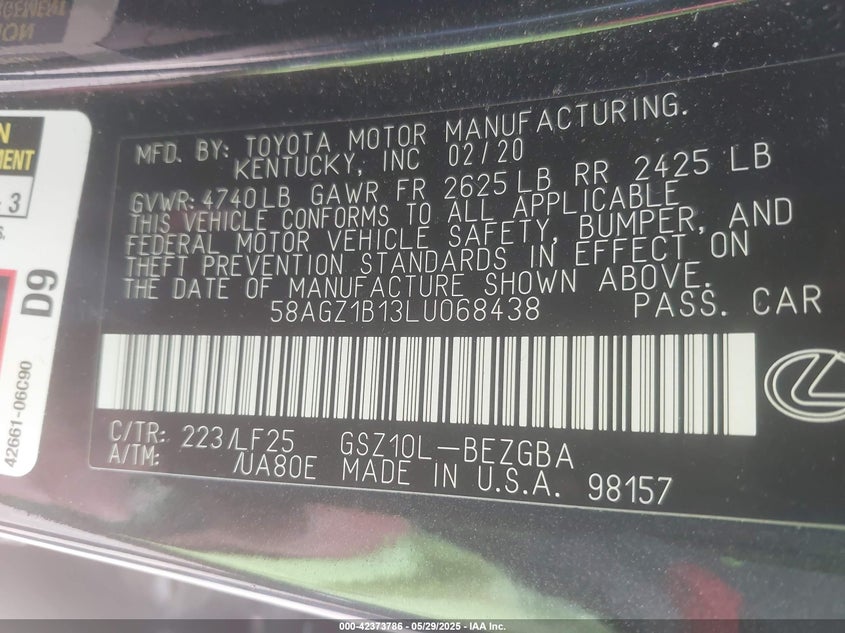 MFD. BY: TOYOTA MOTOR MANUFACTURING.
KENTUCKY, INC 02/20
GVWR: 4740LB GAWR FR 2625 LB RR 2425 LB
THIS VEHICLE CONFORMS TO ALL APPLICABLE
FEDERAL MOTOR VEHICLE SAFETY, BUMPER, AND
THEFT PREVENTION STANDARDS IN EFFECT ON
THE DATE OF MANUFACTURE SHOWN ABOVE.
58AGZ1B13LU068438 PASS. CAR
C/TR: 223/LF25 GSZ10L-BEZGBA
A/TM: /UA80E MADE IN U.S.A. 98157
D9
42661-06C90
3
000-42373786 - 05/29/2025 - IAA Inc.